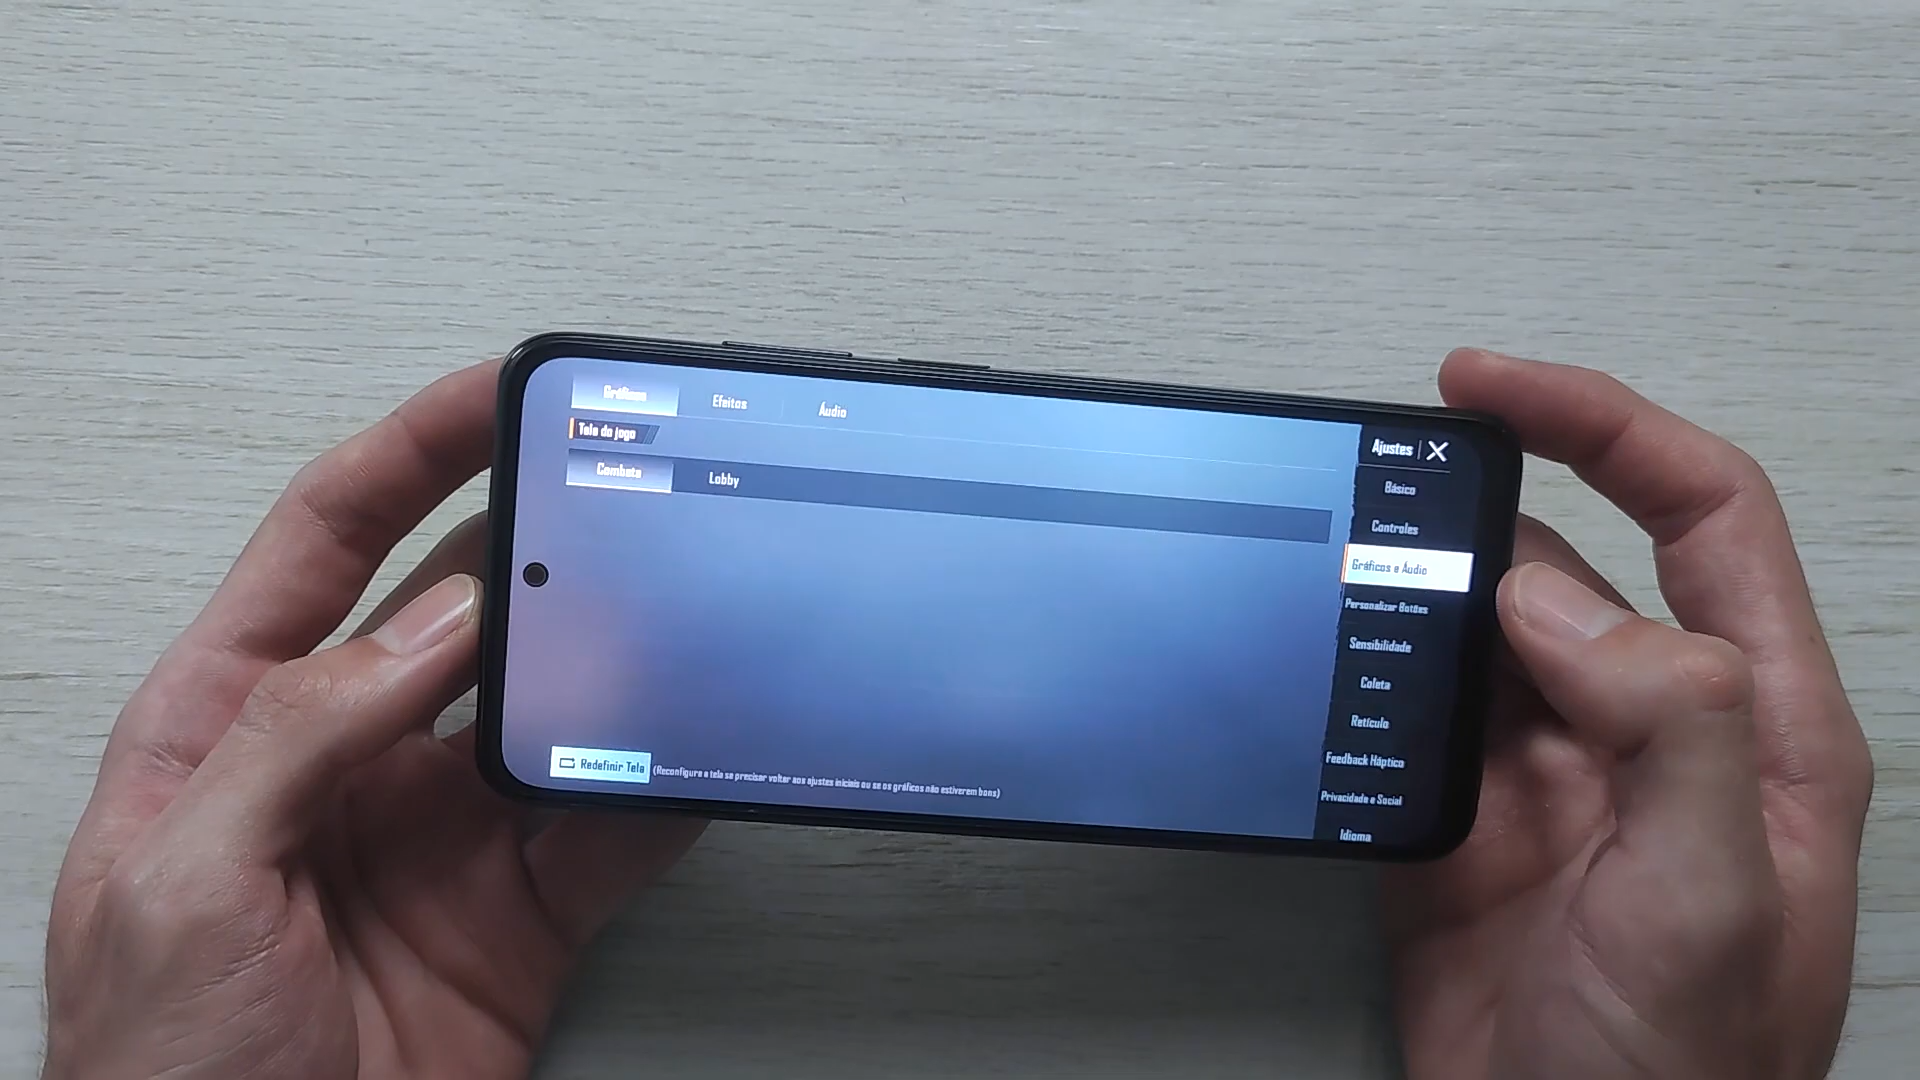 Gráficos
Efeitos
Áudio
Tela do jogo
Combate
Lobby
Redefinir Tela
(Reconfigure a tela se precisar voltar aos ajustes iniciais ou se os gráficos não estiverem bons)
Ajustes
Básico
Controles
Gráficos e Áudio
Personalizar Botões
Sensibilidade
Coleta
Retículo
Feedback Háptico
Privacidade e Social
Idioma